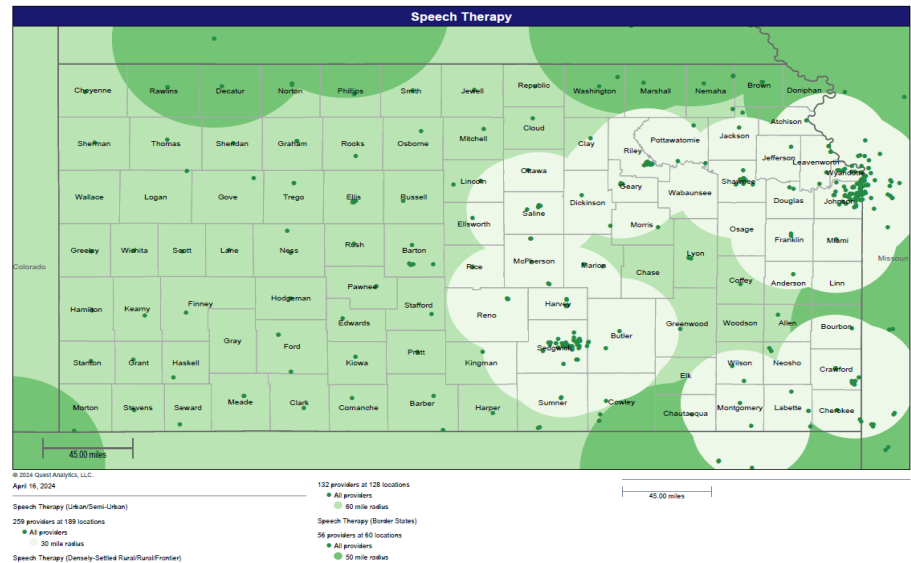 Speech Therapy
Cheyenne Rawlins Decatur Norton Phillips Smith Jewell Republic Washington Marshall Nemaha Brown Doniphan
Sherman Thomas Sheridan Graham Rooks Osborne Mitchell Cloud Clay Riley Pottawatomie Jackson Atchison
Jefferson Leavenworth Wyandotte
Wallace Logan Gove Trego Ellis Russell Lincoln Ottawa Saline Dickinson Geary Wabaunsee Shawnee Douglas Johnson
Ellsworth Morris Osage
Greeley Wichita Scott Lane Ness Rush Barton Rice McPherson Marion Chase Lyon Franklin Miami
Colorado Missouri
Hamilton Kearny Finney Hodgeman Pawnee Stafford Reno Harvey Coffey Anderson Linn
Gray Ford Edwards Sedgwick Butler Greenwood Woodson Allen Bourbon
Stanton Grant Haskell Kiowa Pratt Kingman Elk Wilson Neosho Crawford
Morton Stevens Seward Meade Clark Comanche Barber Harper Sumner Cowley Chautauqua Montgomery Labette Cherokee
45.00 miles
© 2024 Quest Analytics, LLC.
April 16, 2024
Speech Therapy (Urban/Semi-Urban)
259 providers at 189 locations
All providers
30 mile radius
Speech Therapy (Densely-Settled Rural/Rural/Frontier)
132 providers at 128 locations
All providers
60 mile radius
Speech Therapy (Border States)
56 providers at 60 locations
All providers
50 mile radius
45.00 miles